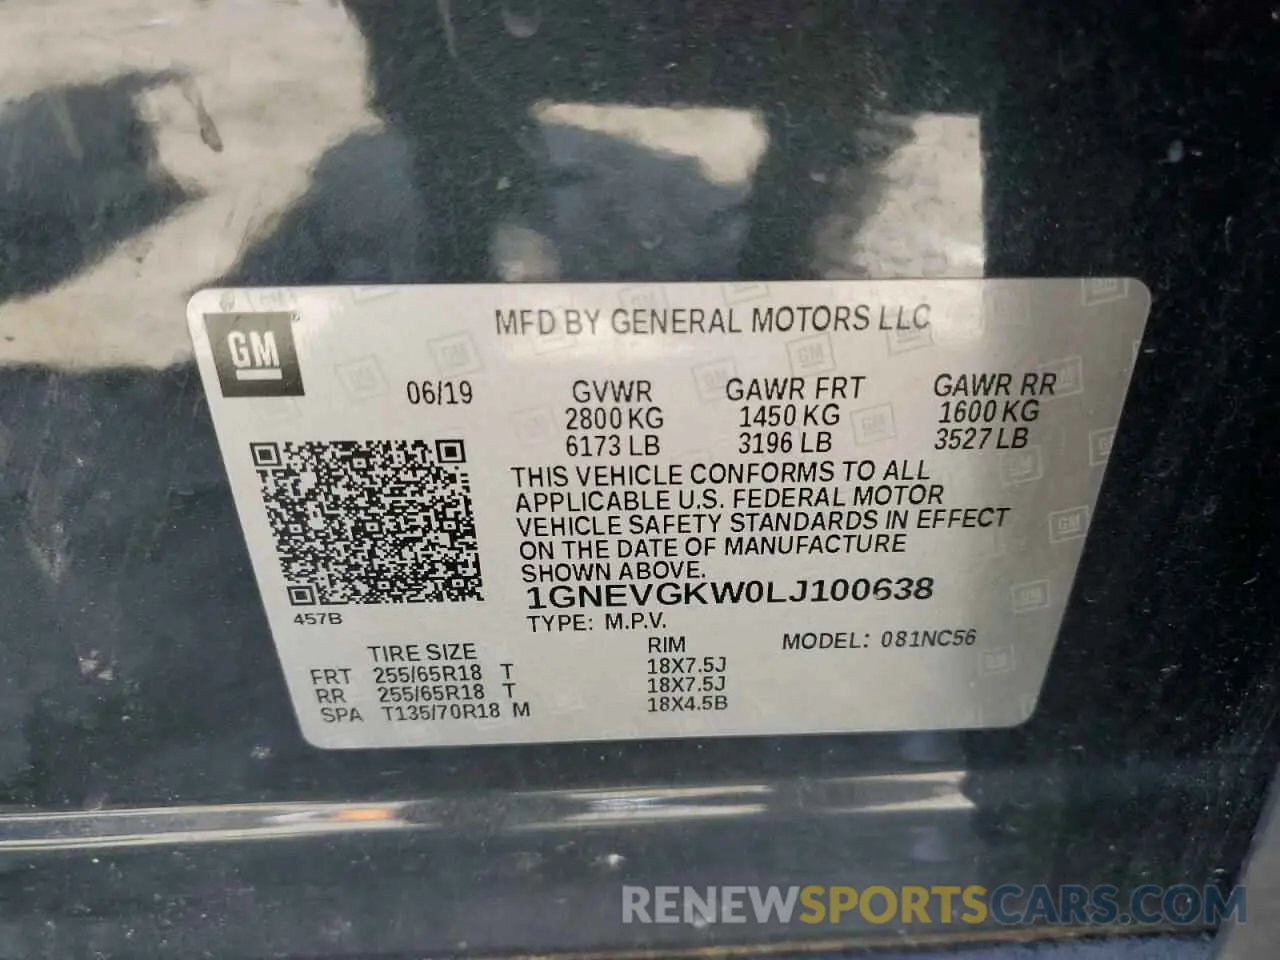 MFD BY GENERAL MOTORS LLC
GM
06/19
GVWR GAWR FRT GAWR RR
2800 KG 1450 KG 1600 KG
6173 LB 3196 LB 3527 LB
THIS VEHICLE CONFORMS TO ALL
APPLICABLE U.S. FEDERAL MOTOR
VEHICLE SAFETY STANDARDS IN EFFECT
ON THE DATE OF MANUFACTURE
SHOWN ABOVE.
1GNEVGKW0LJ100638
457B
TYPE: M.P.V.
MODEL: 081NC56
TIRE SIZE RIM
FRT 255/65R18 T 18X7.5J
RR 255/65R18 T 18X7.5J
SPA T135/70R18 M 18X4.5B
RENEWSPORTSCARS.COM